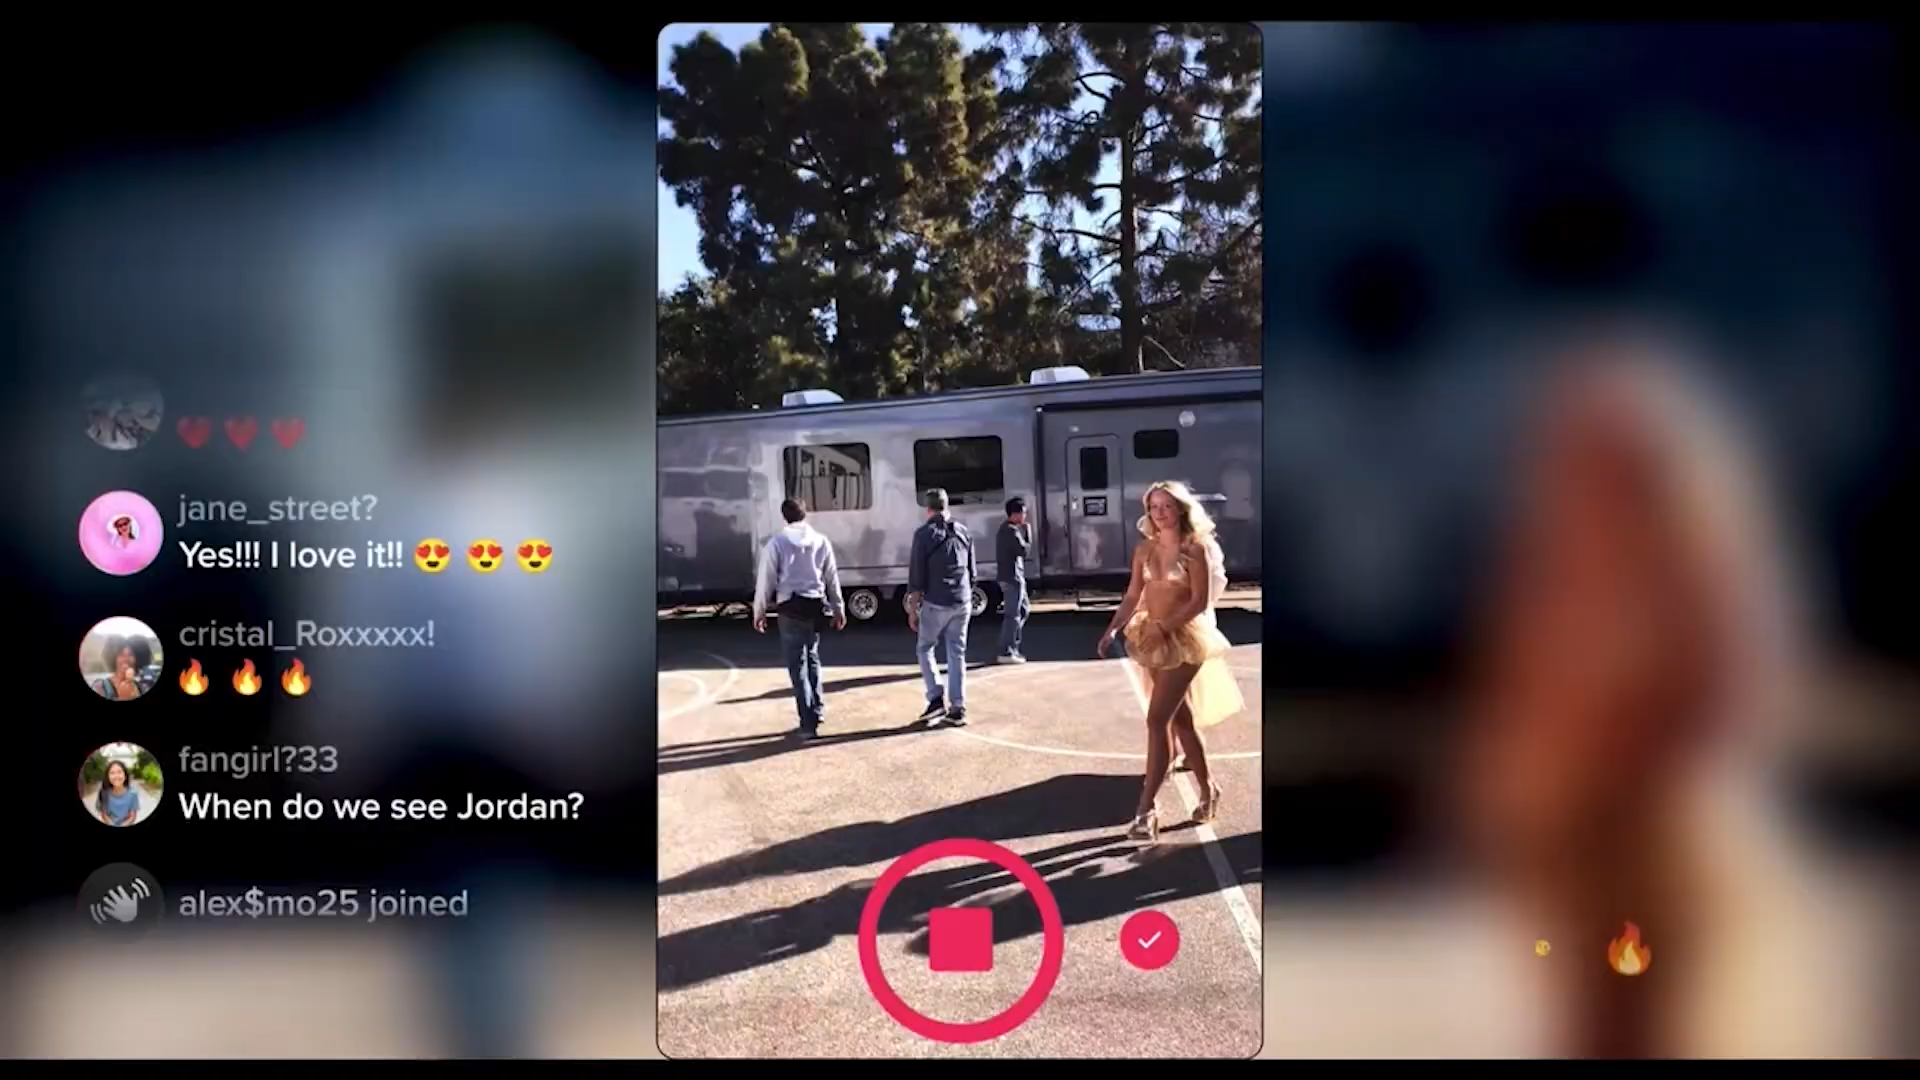 ❤️ ❤️ ❤️
jane_street?
Yes!!! I love it!! 😍 😍 😍
cristal_Roxxxxx!
🔥 🔥 🔥
fangirl?33
When do we see Jordan?
alex$mo25 joined